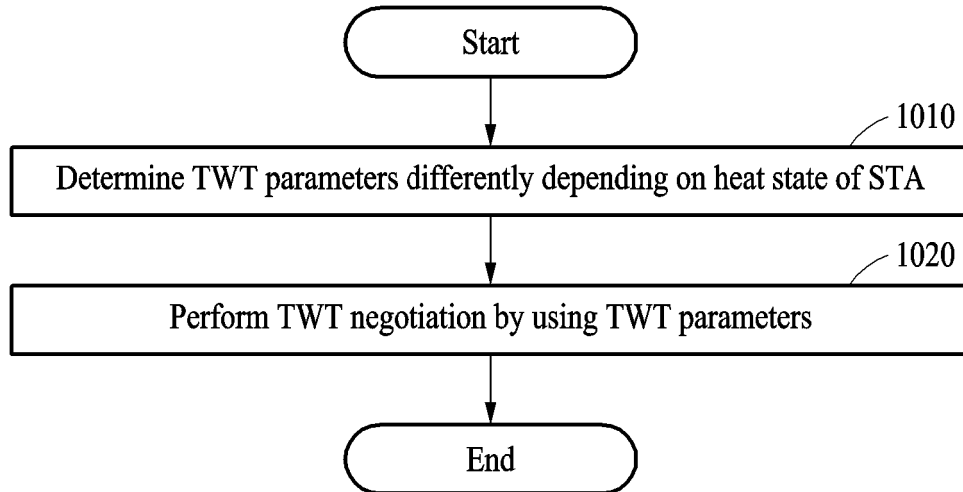 Start
1010
Determine TWT parameters differently depending on heat state of STA
1020
Perform TWT negotiation by using TWT parameters
End